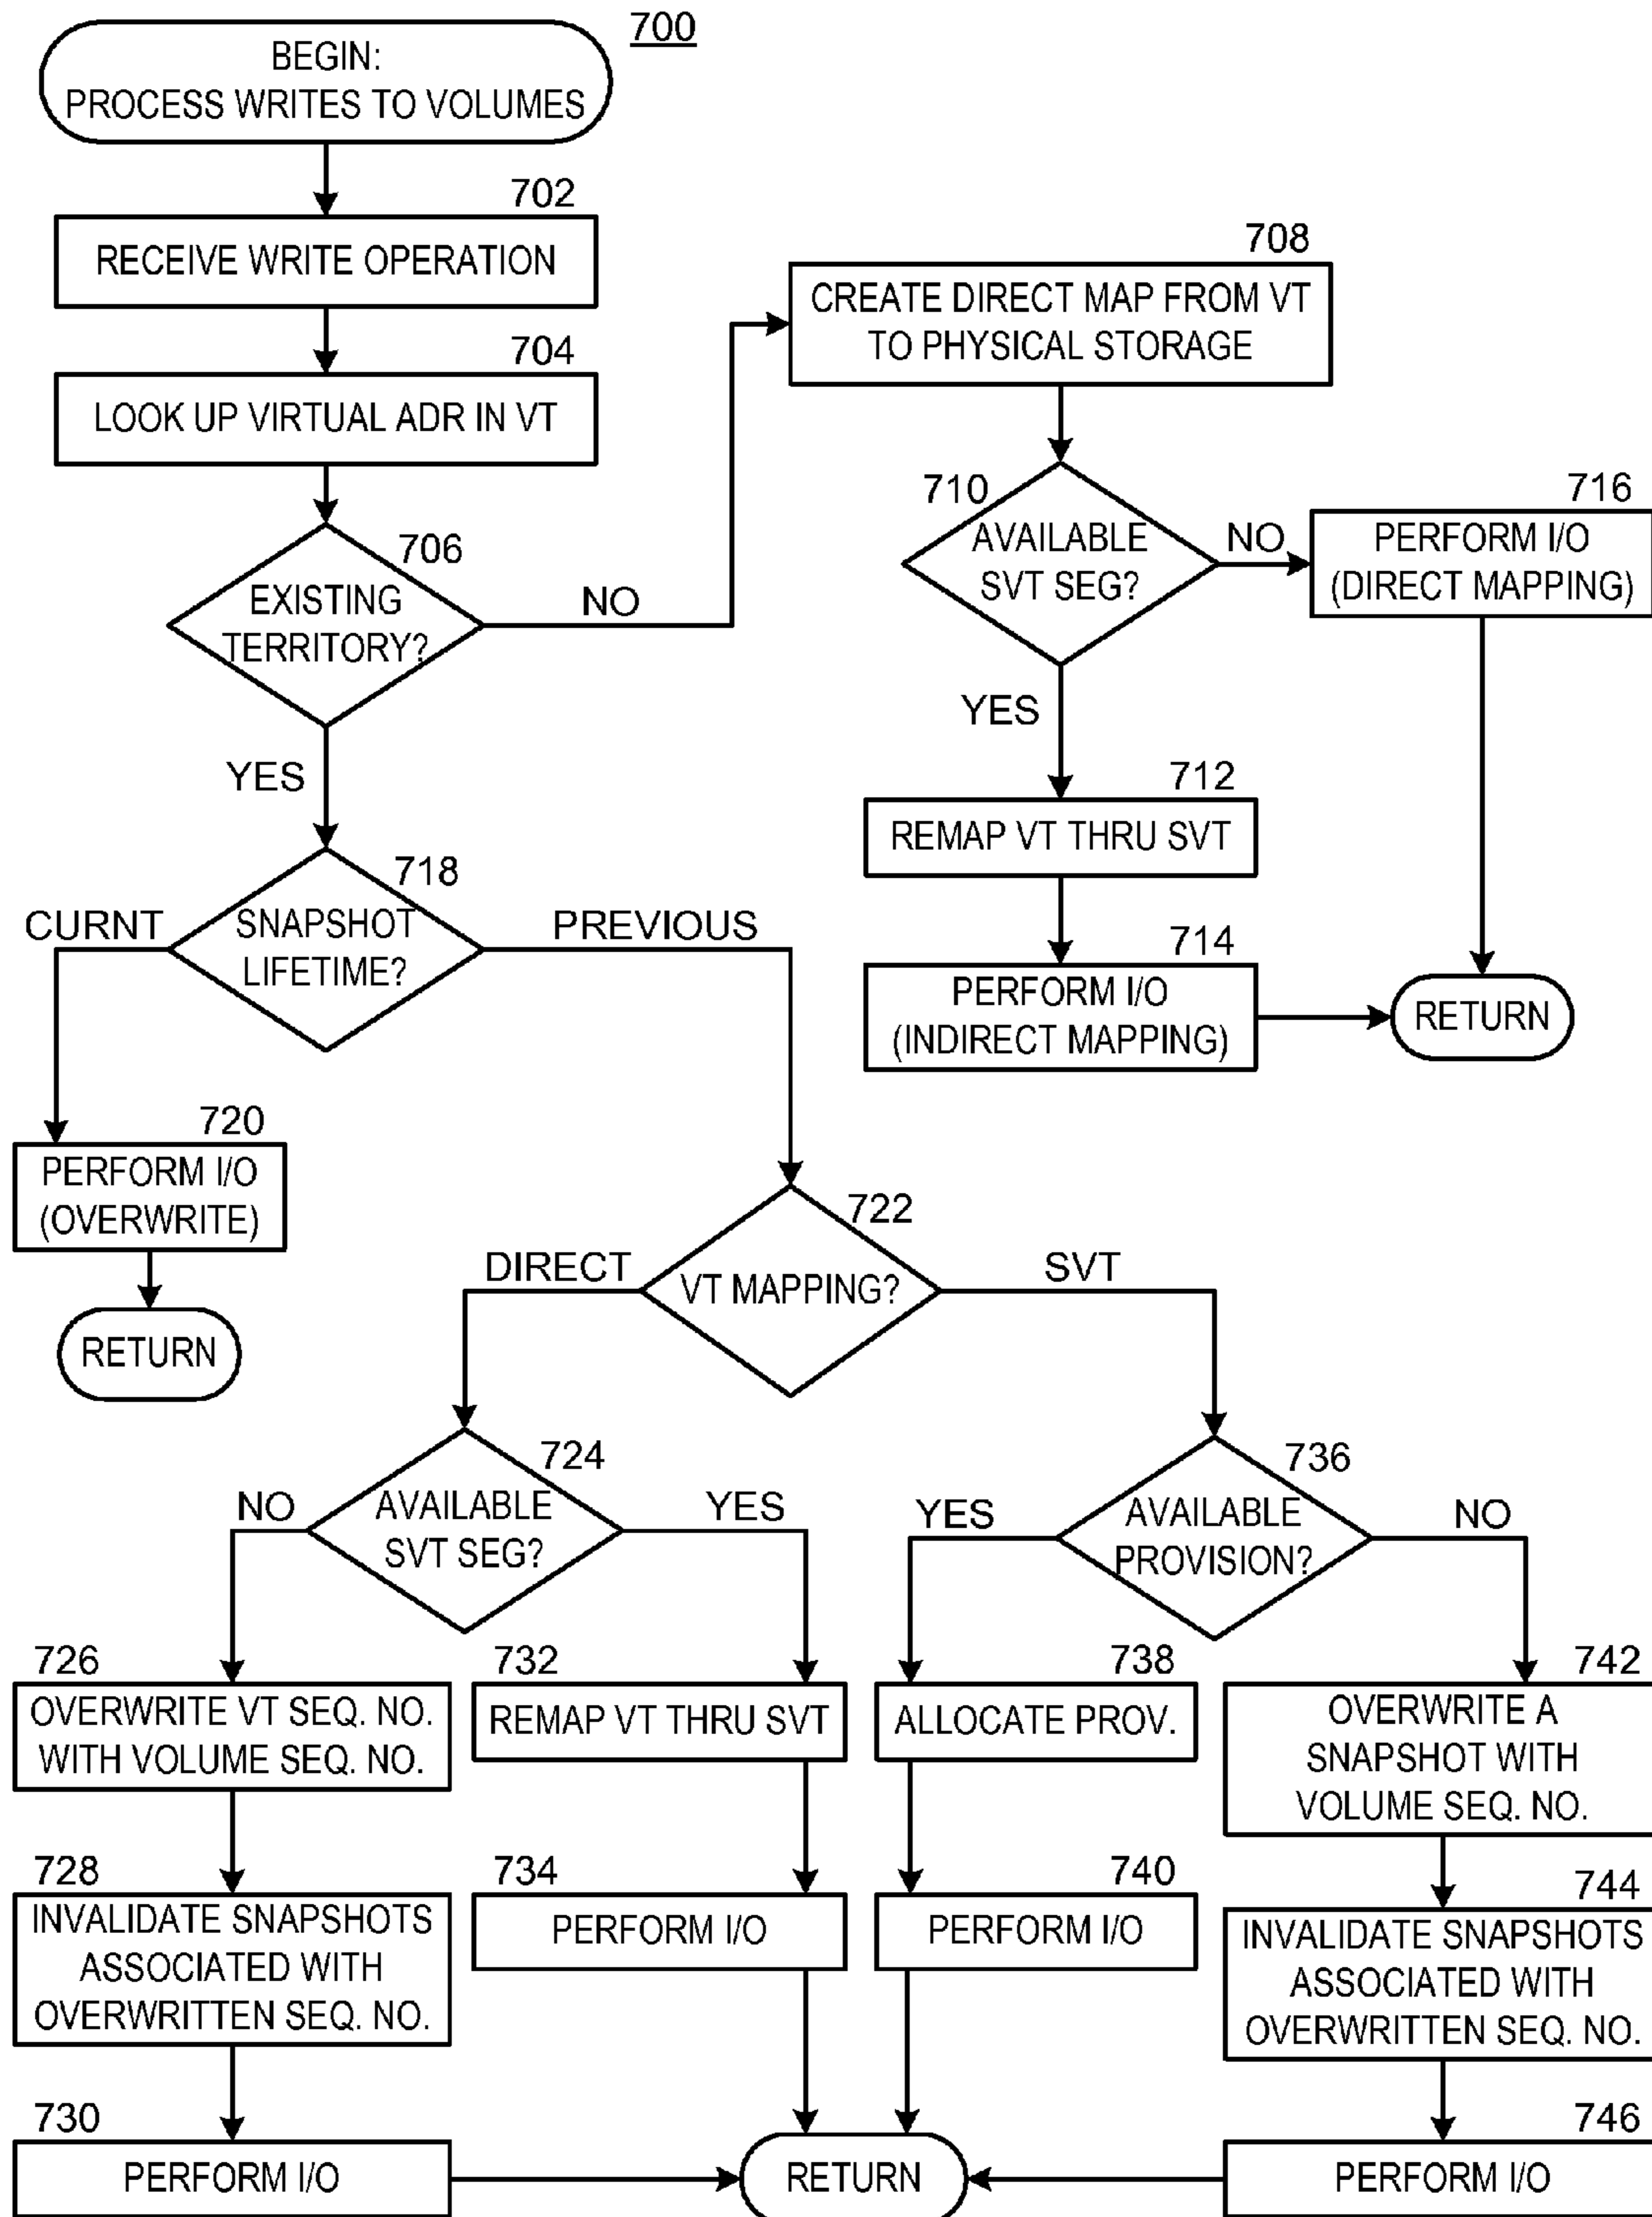 700
BEGIN:
PROCESS WRITES TO VOLUMES
702
RECEIVE WRITE OPERATION
704
LOOK UP VIRTUAL ADR IN VT
706
EXISTING
TERRITORY?
NO
YES
708
CREATE DIRECT MAP FROM VT
TO PHYSICAL STORAGE
710
AVAILABLE
SVT SEG?
NO
716
PERFORM I/O
(DIRECT MAPPING)
YES
712
REMAP VT THRU SVT
714
PERFORM I/O
(INDIRECT MAPPING)
RETURN
718
SNAPSHOT
LIFETIME?
CURNT
PREVIOUS
720
PERFORM I/O
(OVERWRITE)
RETURN
722
VT MAPPING?
DIRECT
SVT
724
AVAILABLE
SVT SEG?
NO
YES
726
OVERWRITE VT SEQ. NO.
WITH VOLUME SEQ. NO.
728
INVALIDATE SNAPSHOTS
ASSOCIATED WITH
OVERWRITTEN SEQ. NO.
730
PERFORM I/O
732
REMAP VT THRU SVT
734
PERFORM I/O
736
AVAILABLE
PROVISION?
YES
NO
738
ALLOCATE PROV.
740
PERFORM I/O
742
OVERWRITE A
SNAPSHOT WITH
VOLUME SEQ. NO.
744
INVALIDATE SNAPSHOTS
ASSOCIATED WITH
OVERWRITTEN SEQ. NO.
746
PERFORM I/O
RETURN